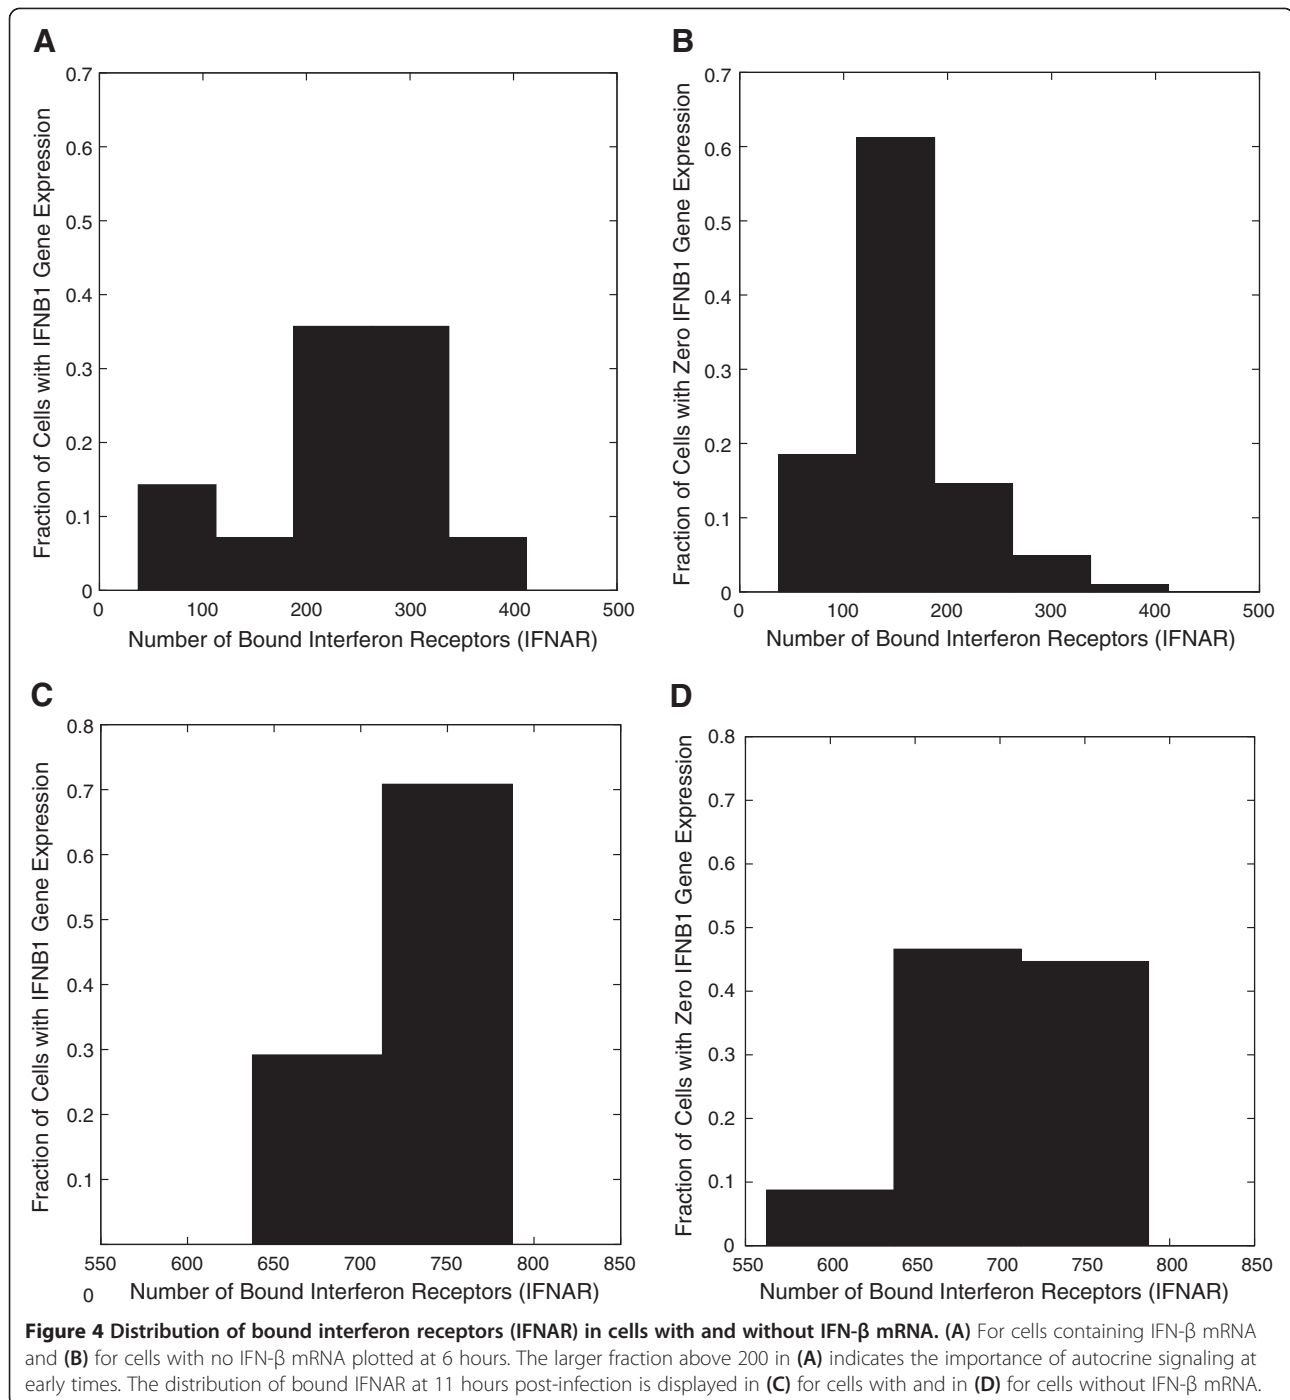 A
0.7
0.6
0.5
0.4
0.3
0.2
0.1
0
0 100 200 300 400 500
Fraction of Cells with IFNB1 Gene Expression
Number of Bound Interferon Receptors (IFNAR)
B
0.7
0.6
0.5
0.4
0.3
0.2
0.1
0
0 100 200 300 400 500
Fraction of Cells with Zero IFNB1 Gene Expression
Number of Bound Interferon Receptors (IFNAR)
C
0.8
0.7
0.6
0.5
0.4
0.3
0.2
0.1
550 600 650 700 750 800 850
0
Fraction of Cells with IFNB1 Gene Expression
Number of Bound Interferon Receptors (IFNAR)
D
0.8
0.7
0.6
0.5
0.4
0.3
0.2
0.1
0
550 600 650 700 750 800 850
Fraction of Cells with Zero IFNB1 Gene Expression
Number of Bound Interferon Receptors (IFNAR)
Figure 4 Distribution of bound interferon receptors (IFNAR) in cells with and without IFN-β mRNA. (A) For cells containing IFN-β mRNA
and (B) for cells with no IFN-β mRNA plotted at 6 hours. The larger fraction above 200 in (A) indicates the importance of autocrine signaling at
early times. The distribution of bound IFNAR at 11 hours post-infection is displayed in (C) for cells with and in (D) for cells without IFN-β mRNA.